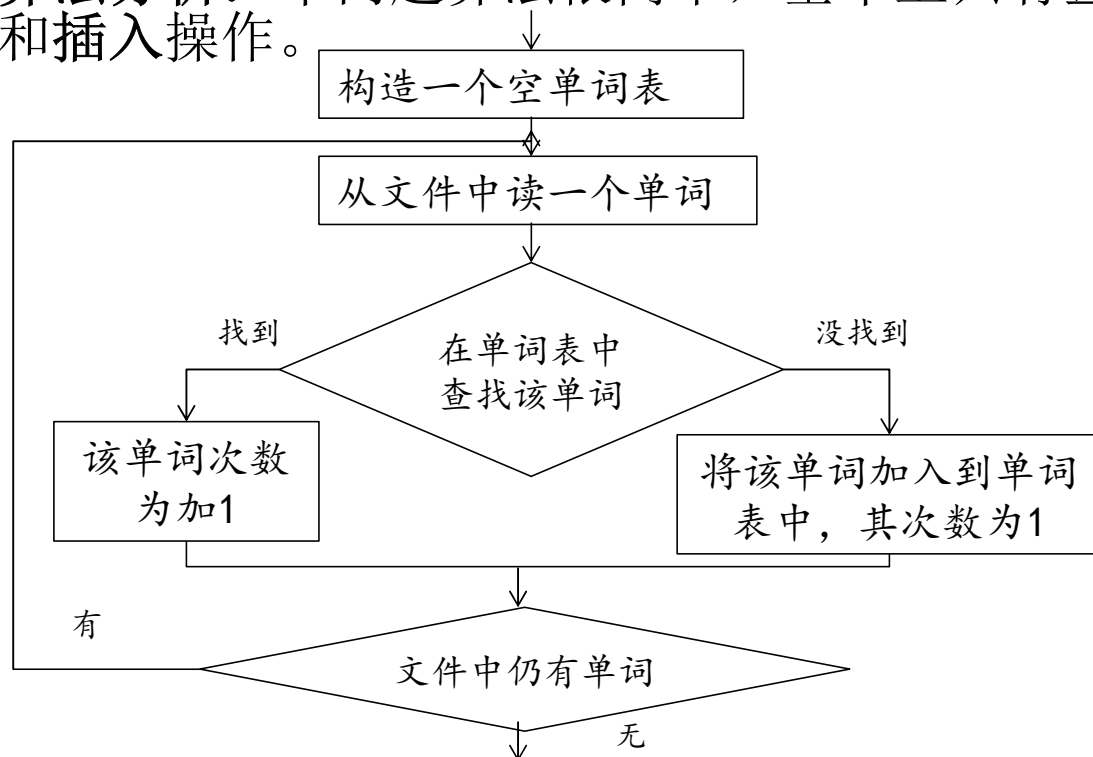 和插入操作。
构造一个空单词表
从文件中读一个单词
找到
没找到
在单词表中
查找该单词
该单词次数
为加1
将该单词加入到单词
表中，其次数为1
有
文件中仍有单词
无